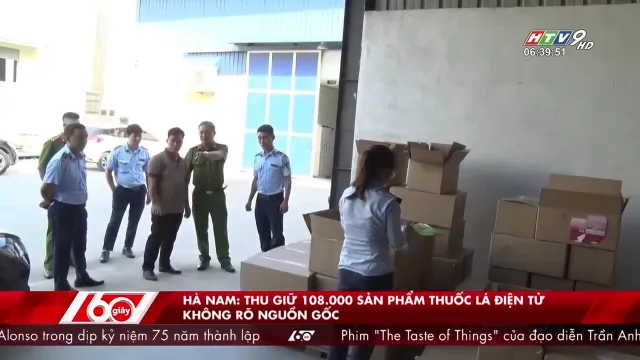 HTV9 HD
06:39:51
60 giây
HÀ NAM: THU GIỮ 108.000 SẢN PHẨM THUỐC LÁ ĐIỆN TỬ
KHÔNG RÕ NGUỒN GỐC
Alonso trong dịp kỷ niệm 75 năm thành lập Phim "The Taste of Things" của đạo diễn Trần Anh